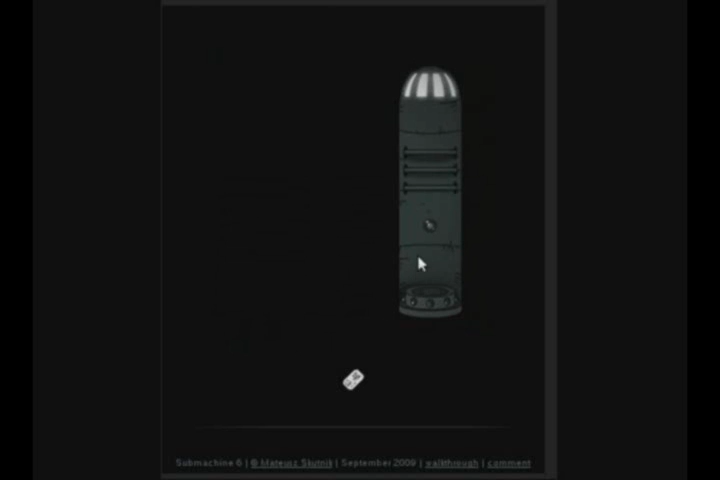 Submachine 6 | © Mateusz Skutnik | September 2009 | walkthrough | comment